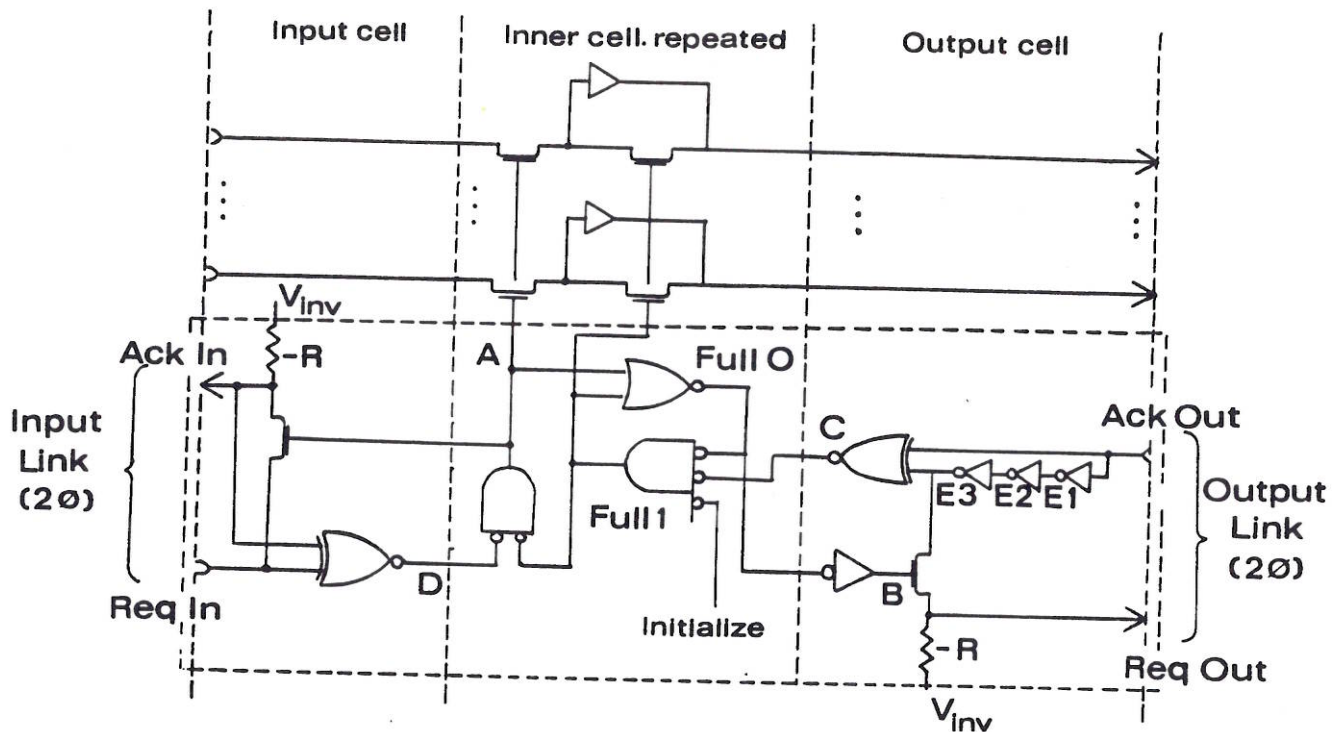 Input cell
Inner cell. repeated
Output cell
Vinv
-R
Ack In
A
Full 0
Input
Link
(2Ø)
Ack Out
C
E3
E2
E1
Full 1
Output
Link
(2Ø)
D
B
Req In
Initialize
-R
Req Out
Vinv